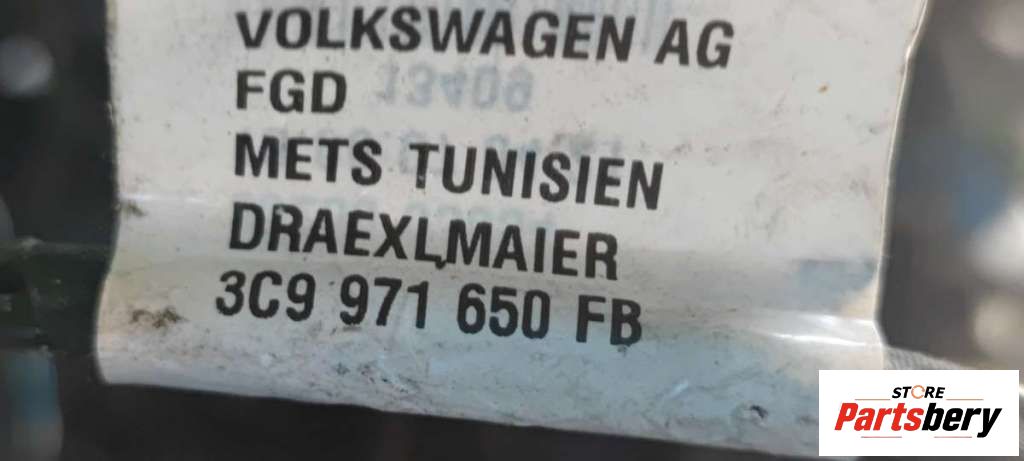 VOLKSWAGEN AG
FGD
METS TUNISIEN
DRAEXLMAIER
3C9 971 650 FB
STORE
Partsbery